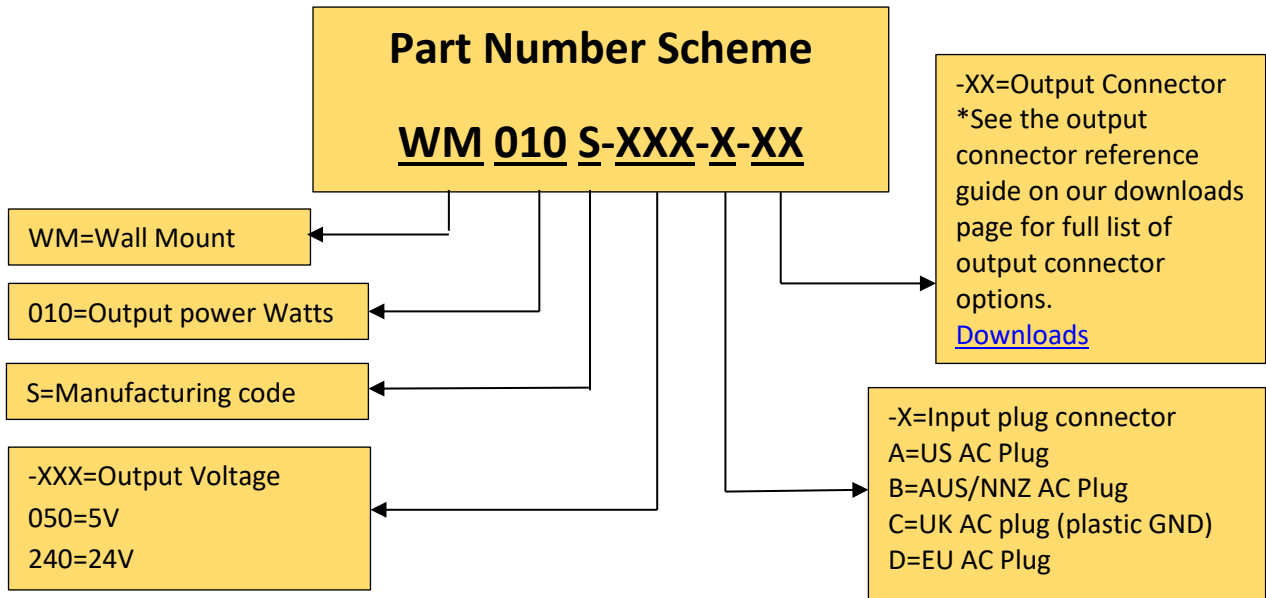 Part Number Scheme
WM 010 S-XXX-X-XX
WM=Wall Mount
010=Output power Watts
S=Manufacturing code
-XXX=Output Voltage
050=5V
240=24V
-XX=Output Connector
*See the output
connector reference
guide on our downloads
page for full list of
output connector
options.
Downloads
-X=Input plug connector
A=US AC Plug
B=AUS/NNZ AC Plug
C=UK AC plug (plastic GND)
D=EU AC Plug